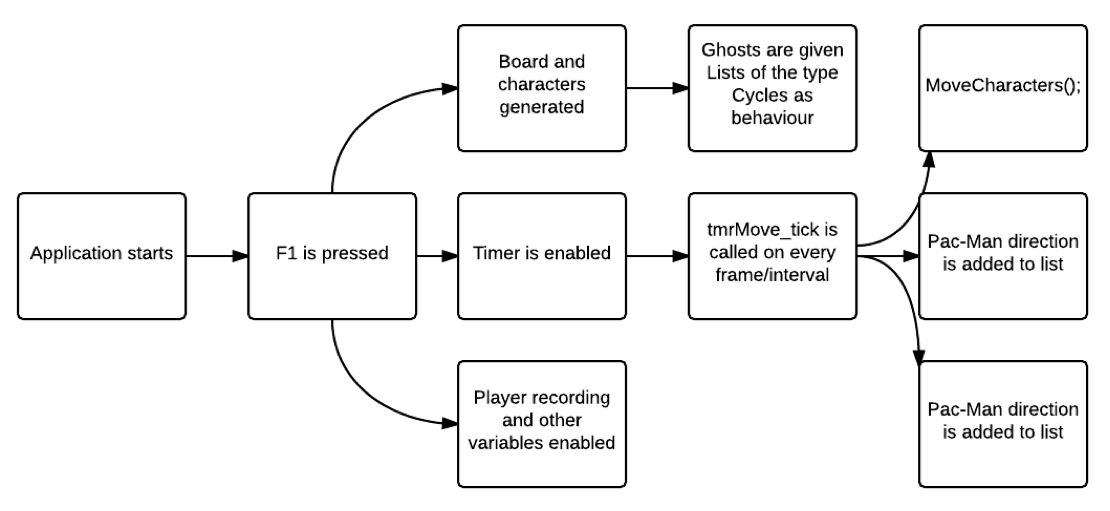 Application starts
F1 is pressed
Board and
characters
generated
Ghosts are given
Lists of the type
Cycles as
behaviour
Timer is enabled
tmrMove_tick is
called on every
frame/interval
MoveCharacters();
Pac-Man direction
is added to list
Player recording
and other
variables enabled
Pac-Man direction
is added to list